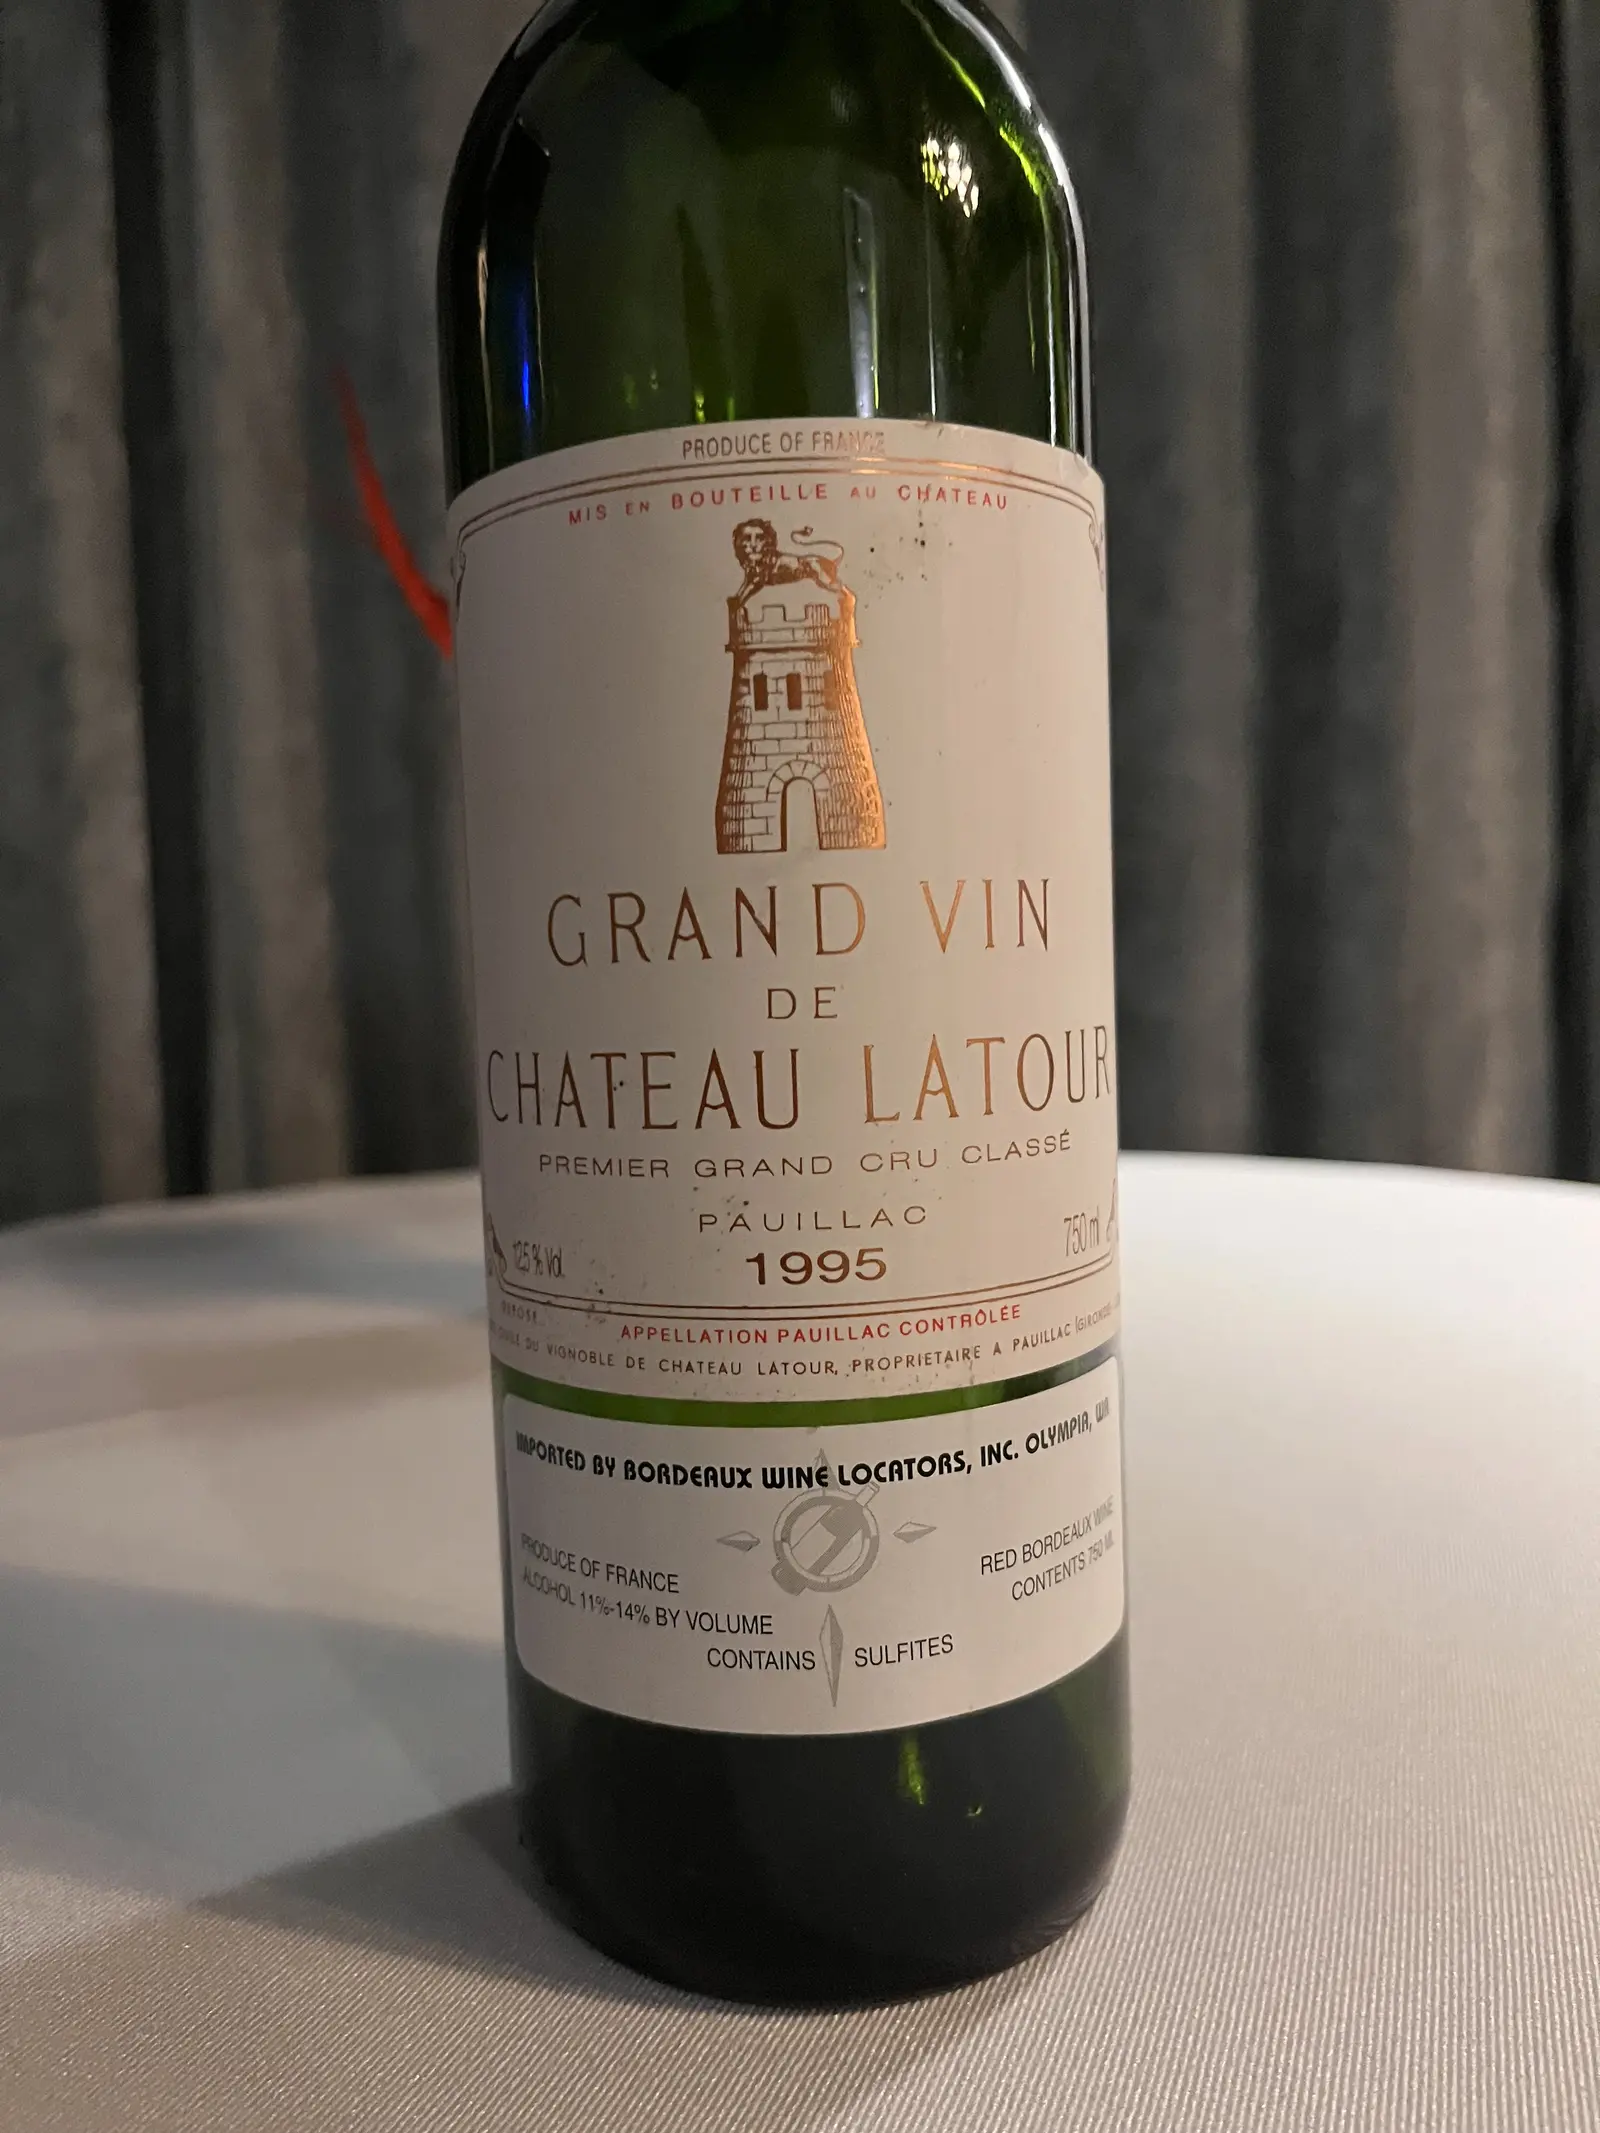 PRODUCE OF FRANCE
MIS EN BOUTEILLE AU CHATEAU
GRAND VIN
DE
CHATEAU LATOUR
PREMIER GRAND CRU CLASSÉ
PAUILLAC
12,5 % Vol. 1995 750 ml
APPELLATION PAUILLAC CONTRÔLÉE
DU VIGNOBLE DE CHATEAU LATOUR, PROPRIETAIRE A PAUILLAC (GIRONDE
IMPORTED BY BORDEAUX WINE LOCATORS, INC. OLYMPIA, WA
PRODUCE OF FRANCE
ALCOHOL 11%-14% BY VOLUME
RED BORDEAUX WINE
CONTENTS 750 ML
CONTAINS SULFITES